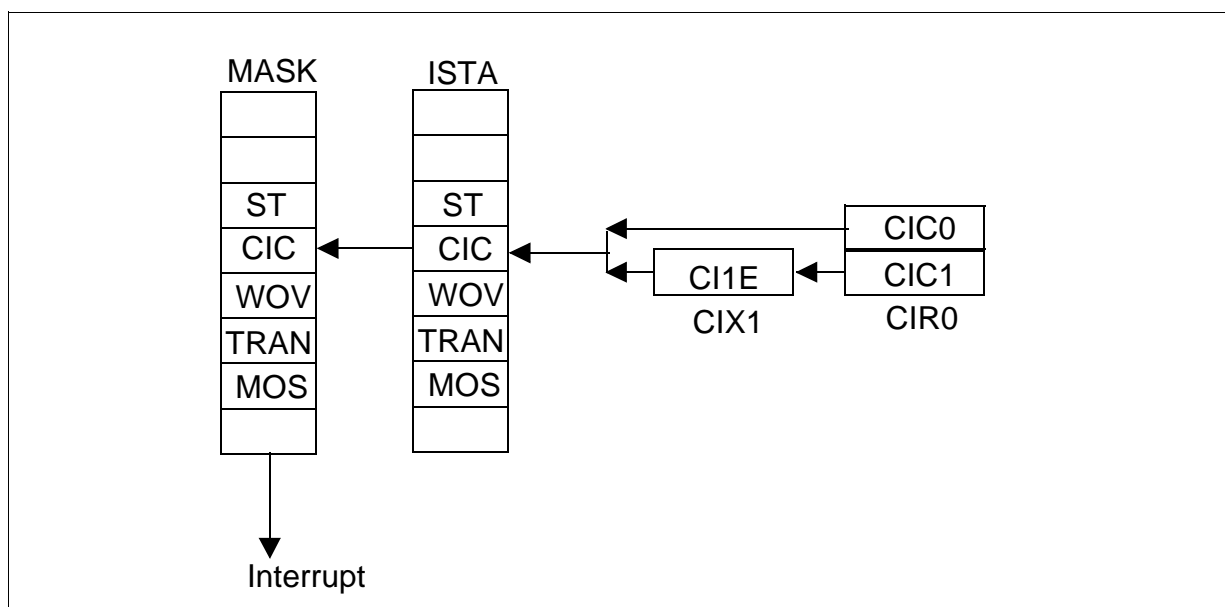 MASK
ISTA
ST
ST
CIC0
CIC
CIC
CI1E
CIC1
WOV
WOV
CIX1
CIR0
TRAN
TRAN
MOS
MOS
Interrupt